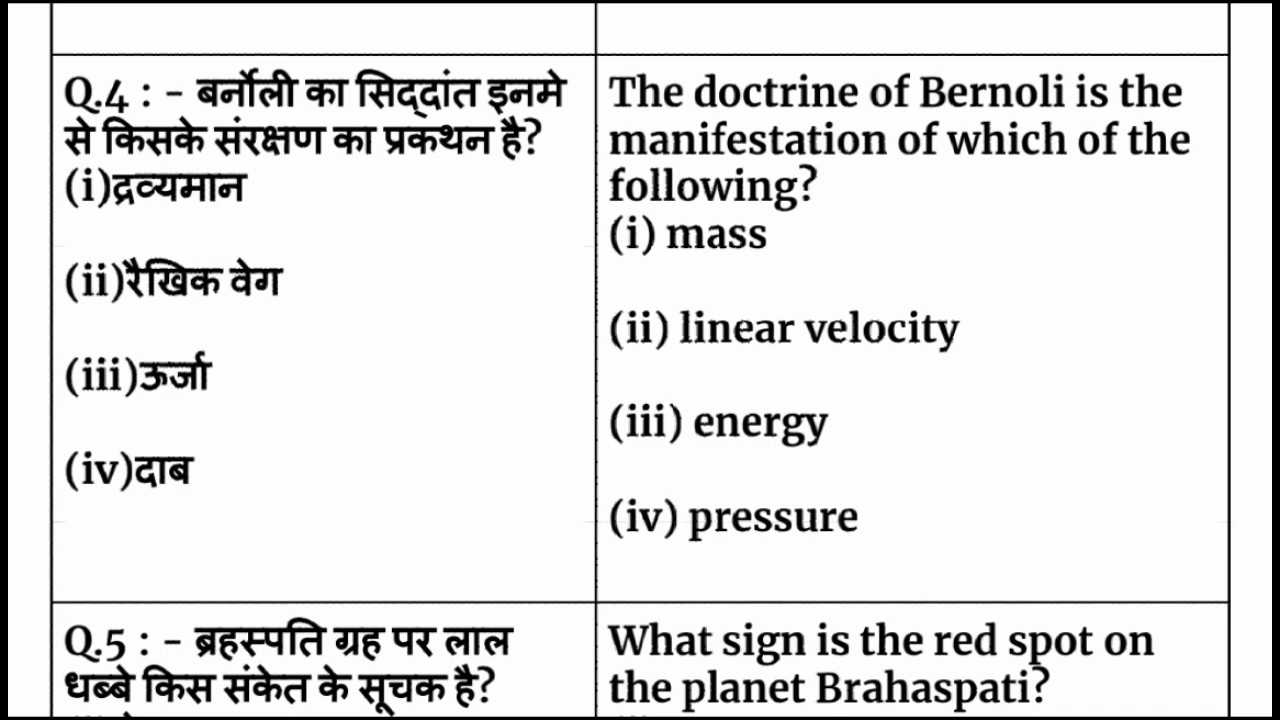 Q.4 : - बर्नोली का सिद्दांत इनमे
से किसके संरक्षण का प्रकथन है?
(i)द्रव्यमान
(ii)रैखिक वेग
(iii)ऊर्जा
(iv)दाब
The doctrine of Bernoli is the
manifestation of which of the
following?
(i) mass
(ii) linear velocity
(iii) energy
(iv) pressure
Q.5 : - ब्रहस्पति ग्रह पर लाल
धब्बे किस संकेत के सूचक है?
What sign is the red spot on
the planet Brahaspati?